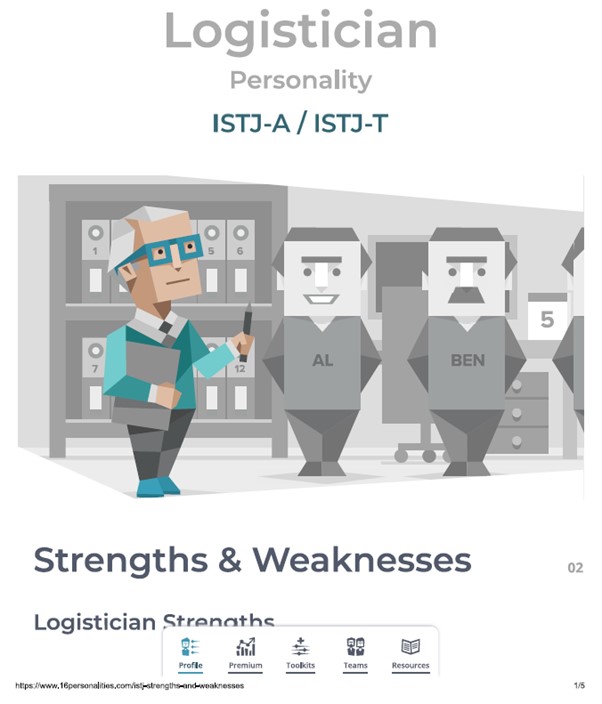 Logistician
Personality
ISTJ-A / ISTJ-T
1
5
6
7
12
AL
BEN
5
Strengths & Weaknesses
02
Logistician Strengths
Profile
Premium
Toolkits
Teams
Resources
https://www.16personalities.com/istj-strengths-and-weaknesses
1/5